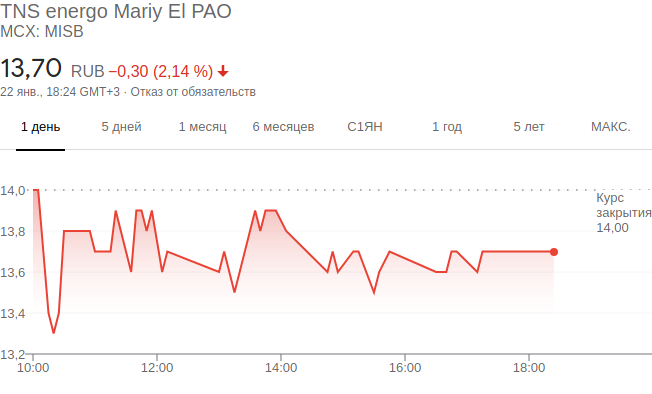 TNS energo Mariy El PAO
MCX: MISB
13,70 RUB −0,30 (2,14 %)
22 янв., 18:24 GMT+3 · Отказ от обязательств
1 день 5 дней 1 месяц 6 месяцев С1ЯН 1 год 5 лет МАКС.
14,0
Курс
закрытия
14,00
13,8
13,6
13,4
13,2
10:00 12:00 14:00 16:00 18:00